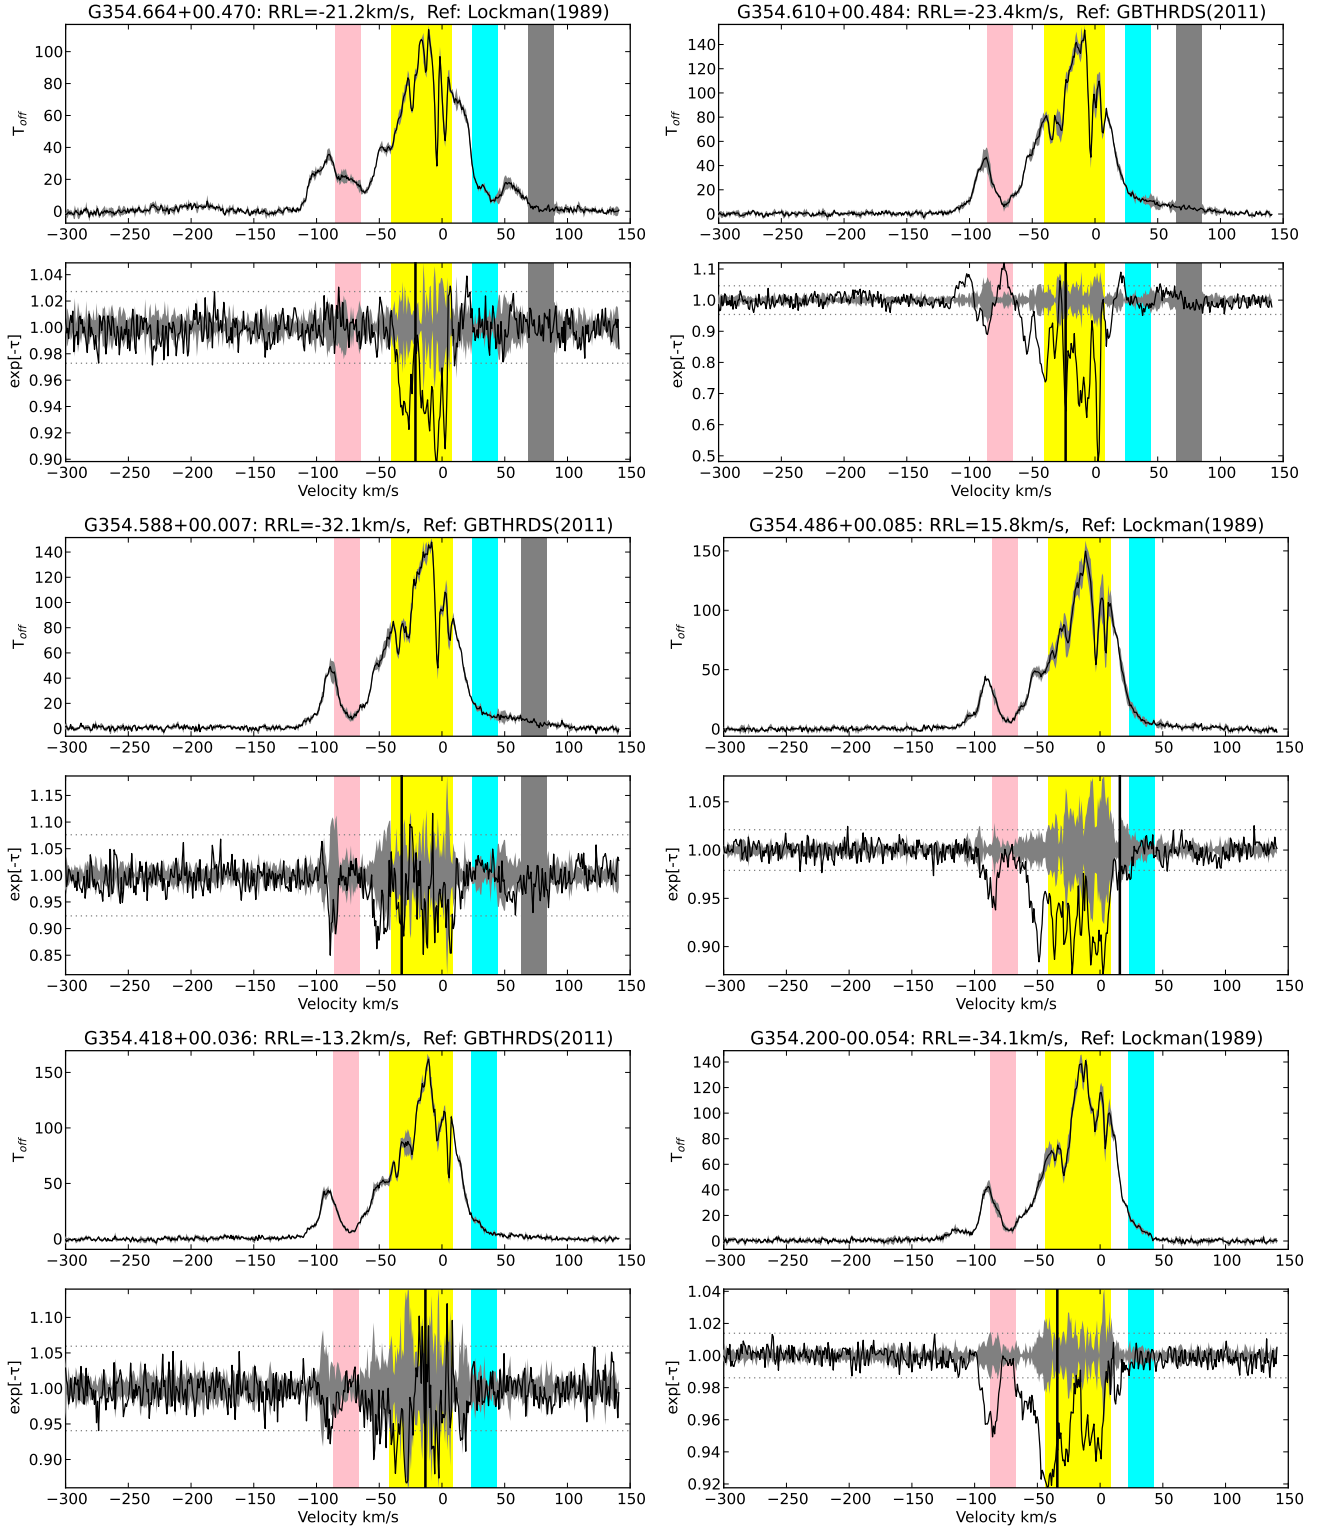 G354.664+00.470: RRL=-21.2km/s,  Ref: Lockman(1989)
100
80
60
40
20
0
T_off
−300 −250 −200 −150 −100 −50 0 50 100 150
1.04
1.02
1.00
0.98
0.96
0.94
0.92
0.90
exp[-τ]
−300 −250 −200 −150 −100 −50 0 50 100 150
Velocity km/s
G354.610+00.484: RRL=-23.4km/s,  Ref: GBTHRDS(2011)
140
120
100
80
60
40
20
0
T_off
−300 −250 −200 −150 −100 −50 0 50 100 150
1.1
1.0
0.9
0.8
0.7
0.6
0.5
exp[-τ]
−300 −250 −200 −150 −100 −50 0 50 100 150
Velocity km/s
G354.588+00.007: RRL=-32.1km/s,  Ref: GBTHRDS(2011)
140
120
100
80
60
40
20
0
T_off
−300 −250 −200 −150 −100 −50 0 50 100 150
1.15
1.10
1.05
1.00
0.95
0.90
0.85
exp[-τ]
−300 −250 −200 −150 −100 −50 0 50 100 150
Velocity km/s
G354.486+00.085: RRL=15.8km/s,  Ref: Lockman(1989)
150
100
50
0
T_off
−300 −250 −200 −150 −100 −50 0 50 100 150
1.05
1.00
0.95
0.90
exp[-τ]
−300 −250 −200 −150 −100 −50 0 50 100 150
Velocity km/s
G354.418+00.036: RRL=-13.2km/s,  Ref: GBTHRDS(2011)
150
100
50
0
T_off
−300 −250 −200 −150 −100 −50 0 50 100 150
1.10
1.05
1.00
0.95
0.90
exp[-τ]
−300 −250 −200 −150 −100 −50 0 50 100 150
Velocity km/s
G354.200-00.054: RRL=-34.1km/s,  Ref: Lockman(1989)
140
120
100
80
60
40
20
0
T_off
−300 −250 −200 −150 −100 −50 0 50 100 150
1.04
1.02
1.00
0.98
0.96
0.94
0.92
exp[-τ]
−300 −250 −200 −150 −100 −50 0 50 100 150
Velocity km/s